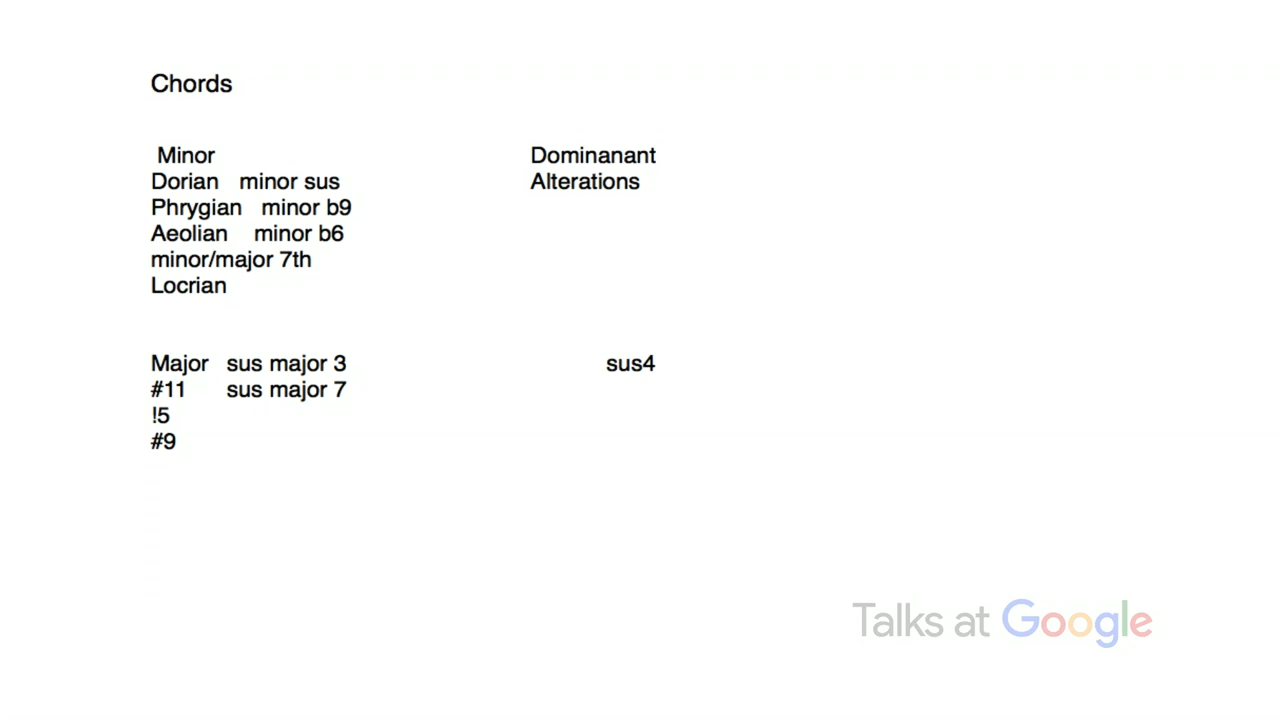 Chords
Minor
Dorian minor sus
Phrygian minor b9
Aeolian minor b6
minor/major 7th
Locrian
Dominanant
Alterations
Major sus major 3
#11 sus major 7
!5
#9
sus4
Talks at Google